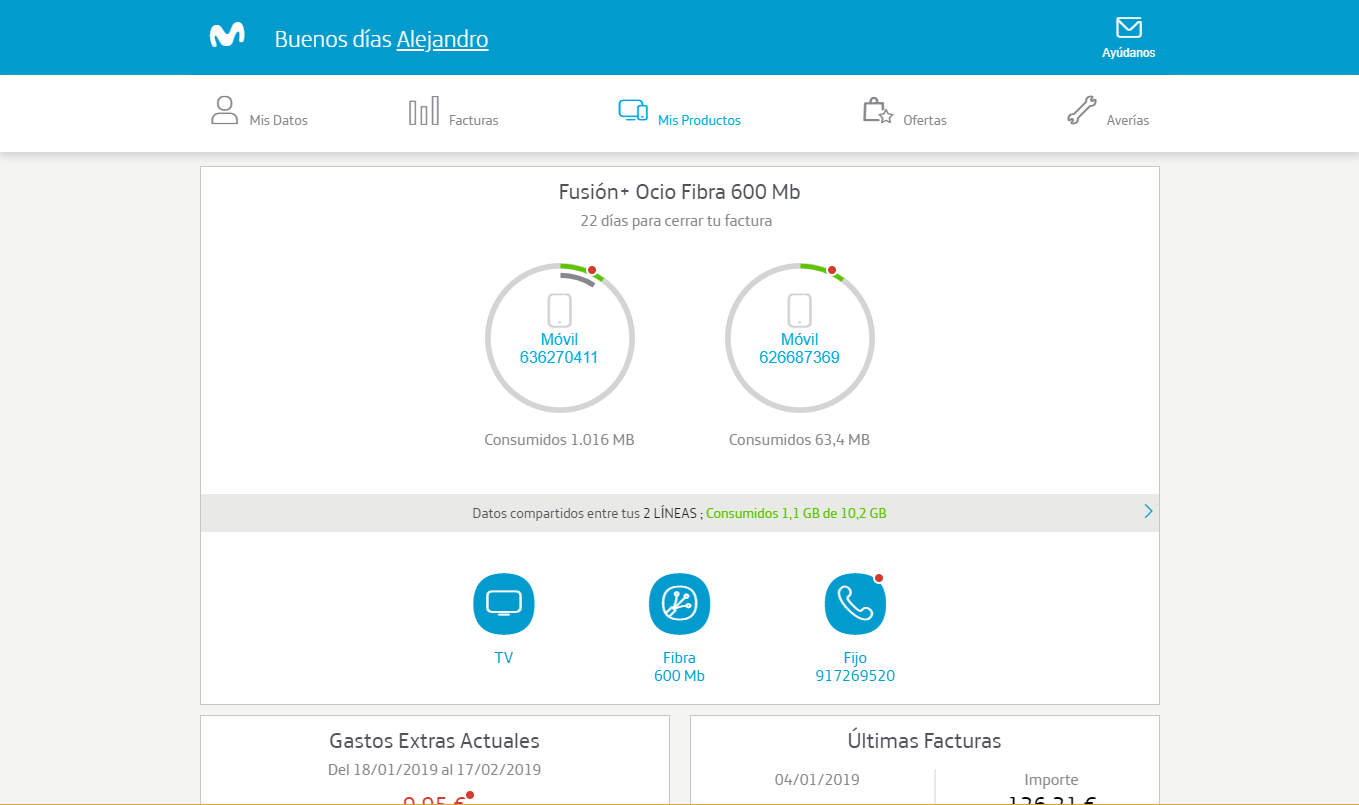 Buenos días Alejandro
Ayúdanos
Mis Datos
Facturas
Mis Productos
Ofertas
Averías
Fusión+ Ocio Fibra 600 Mb
22 días para cerrar tu factura
Móvil
636270411
Móvil
626687369
Consumidos 1.016 MB
Consumidos 63,4 MB
Datos compartidos entre tus 2 LÍNEAS ; Consumidos 1,1 GB de 10,2 GB
TV
Fibra
600 Mb
Fijo
917269520
Gastos Extras Actuales
Del 18/01/2019 al 17/02/2019
9,95 €
Últimas Facturas
04/01/2019
Importe